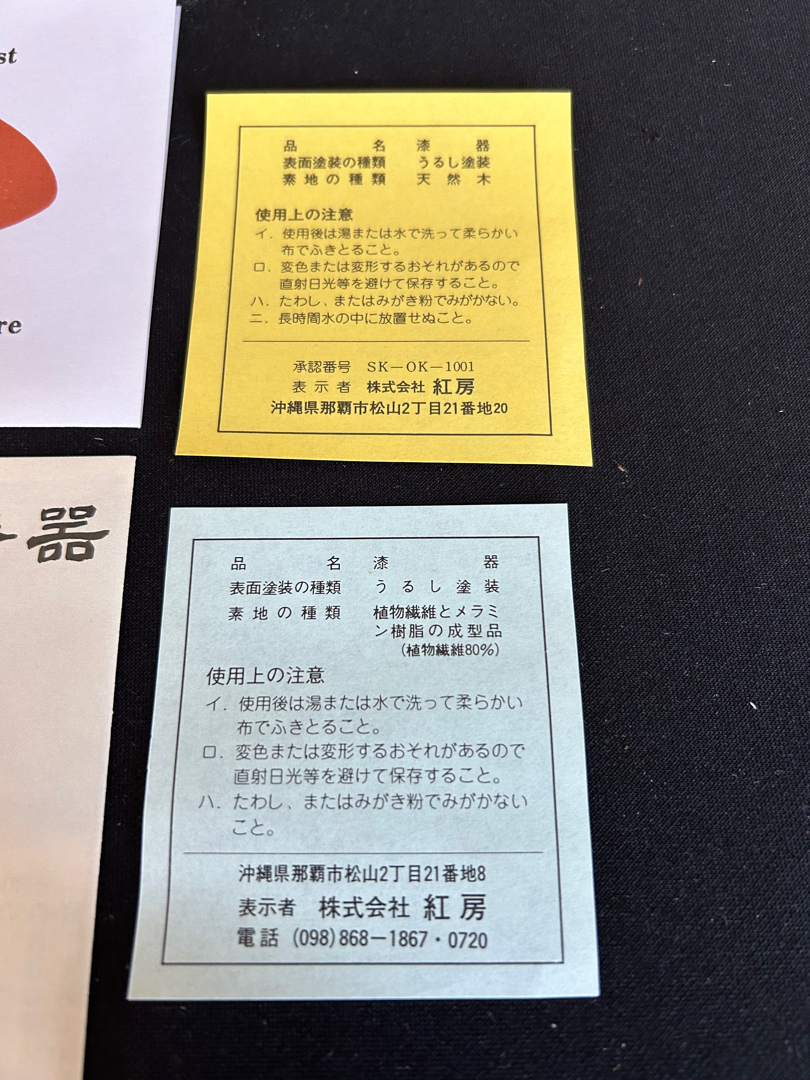 st
re
器
品名 漆器
表面塗装の種類 うるし塗装
素地の種類 天然木
使用上の注意
イ．使用後は湯または水で洗って柔らかい
布でふきとること。
ロ．変色または変形するおそれがあるので
直射日光等を避けて保存すること。
ハ．たわし、またはみがき粉でみがかない。
ニ．長時間水の中に放置せぬこと。
承認番号 SK－OK－1001
表示者 株式会社 紅房
沖縄県那覇市松山2丁目21番地20
品名 漆器
表面塗装の種類 うるし塗装
素地の種類 植物繊維とメラミ
ン樹脂の成型品
(植物繊維80%)
使用上の注意
イ．使用後は湯または水で洗って柔らかい
布でふきとること。
ロ．変色または変形するおそれがあるので
直射日光等を避けて保存すること。
ハ．たわし、またはみがき粉でみがかない
こと。
沖縄県那覇市松山2丁目21番地8
表示者 株式会社 紅房
電話 (098)868－1867・0720